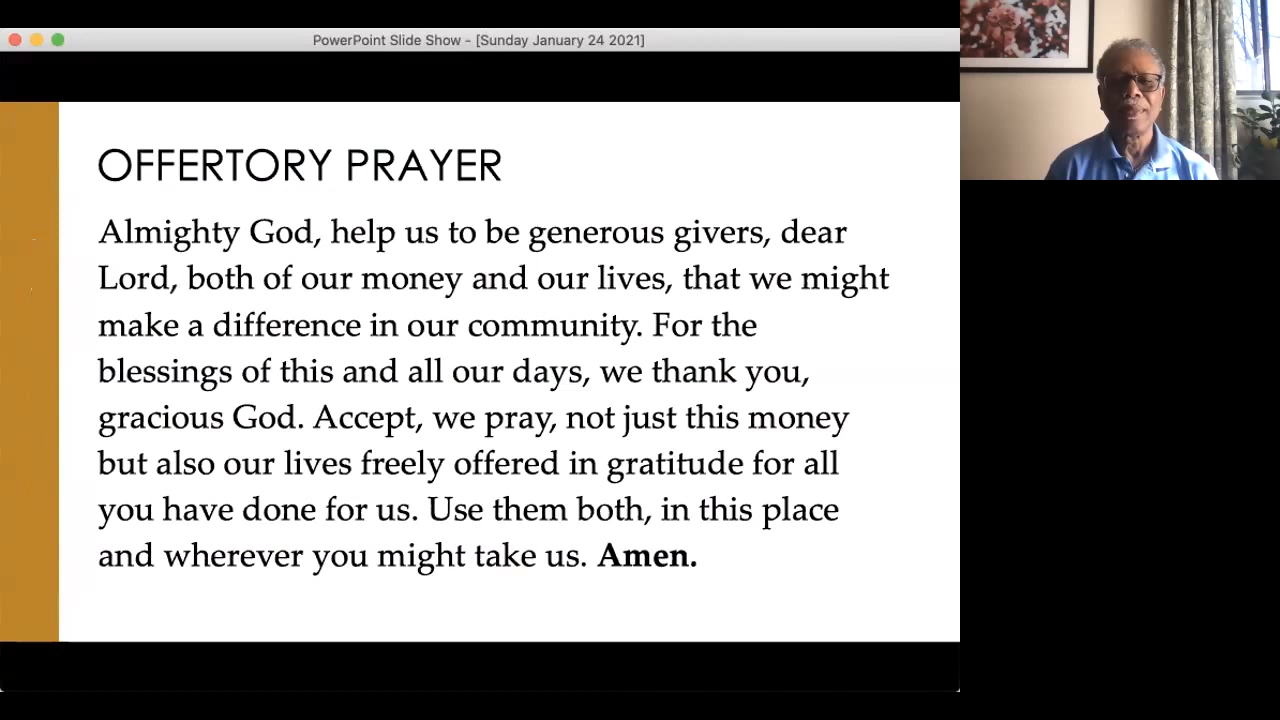 PowerPoint Slide Show - [Sunday January 24 2021]
OFFERTORY PRAYER
Almighty God, help us to be generous givers, dear
Lord, both of our money and our lives, that we might
make a difference in our community. For the
blessings of this and all our days, we thank you,
gracious God. Accept, we pray, not just this money
but also our lives freely offered in gratitude for all
you have done for us. Use them both, in this place
and wherever you might take us. Amen.